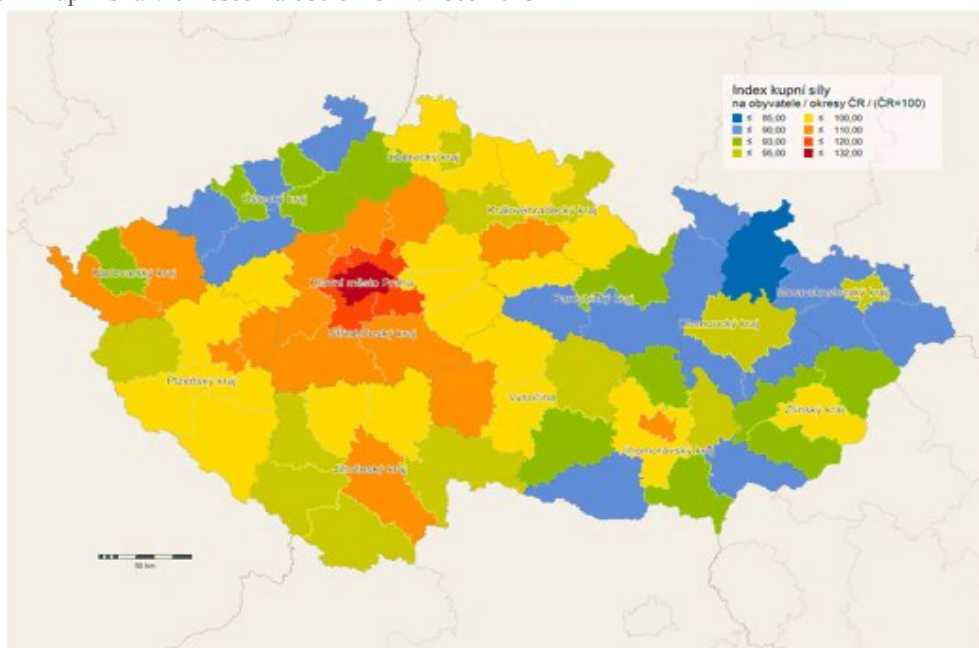 Index kupní síly
na obyvatele / okresy ČR / (ČR=100)
≤ 85,00 ≤ 100,00
≤ 90,00 ≤ 110,00
≤ 93,00 ≤ 120,00
≤ 95,00 ≤ 132,00
Liberecký kraj
Ústecký kraj
Královehradecký kraj
Karlovarský kraj
Hlavní město Praha
Moravskoslezský kraj
Pardubický kraj
Olomoucký kraj
Středočeský kraj
Plzeňský kraj
Vysočina
Zlínský kraj
Jihomoravský kraj
Jihočeský kraj
50 km